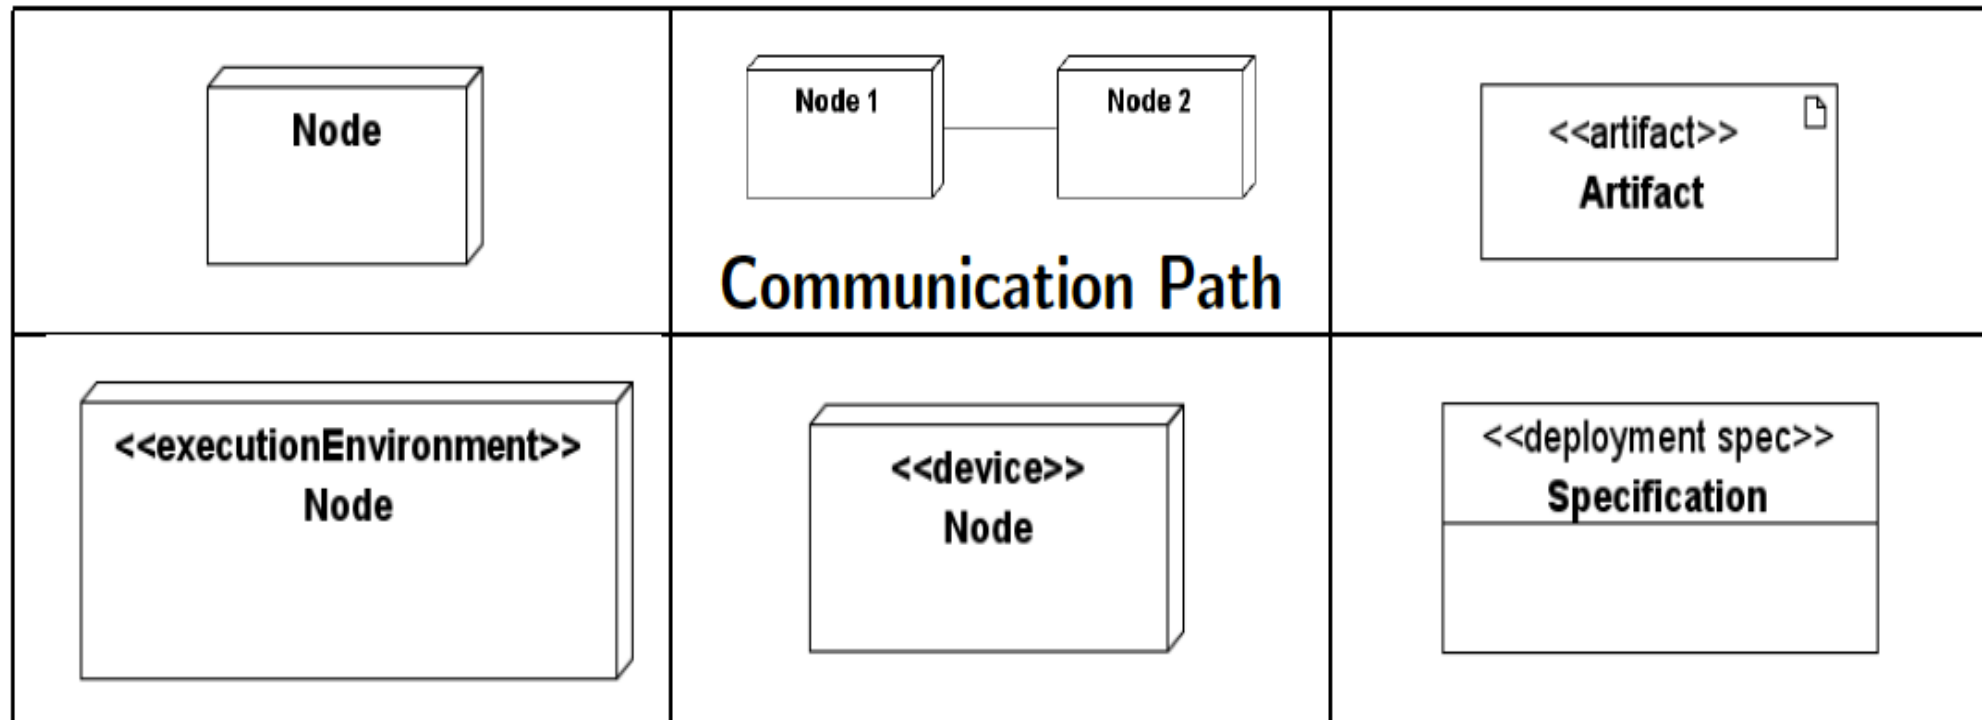 Node
Node 1
Node 2
Communication Path
<<artifact>>
Artifact
<<executionEnvironment>>
Node
<<device>>
Node
<<deployment spec>>
Specification